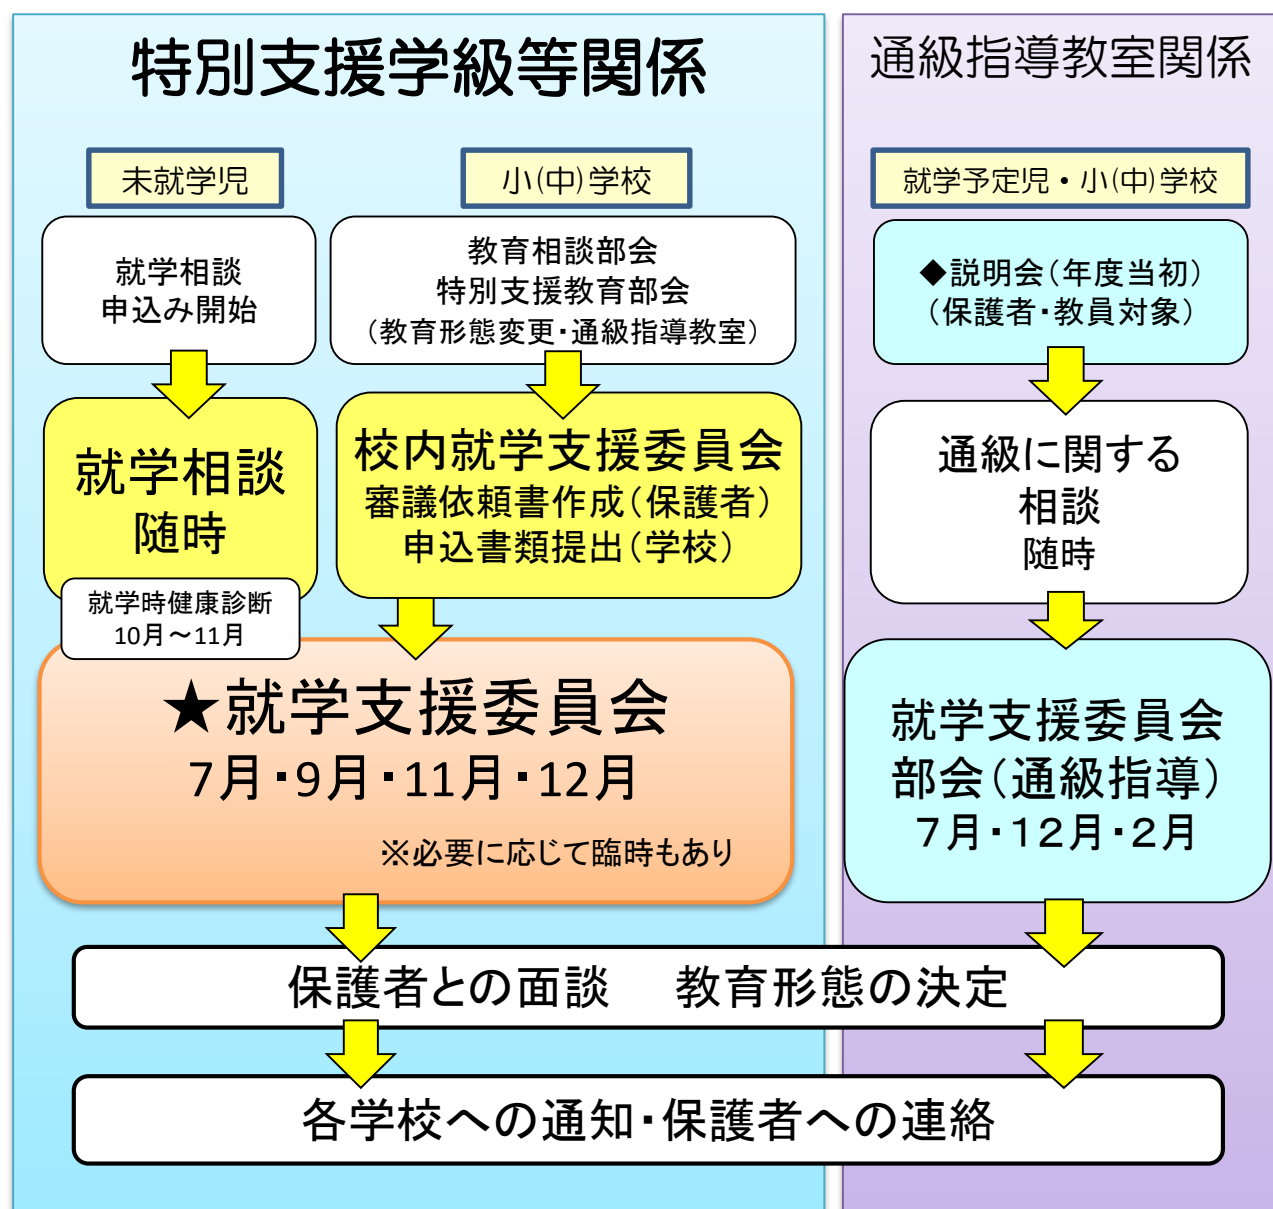 特別支援学級等関係
未就学児
小(中)学校
就学相談
申込み開始
教育相談部会
特別支援教育部会
（教育形態変更・通級指導教室）
就学相談
随時
校内就学支援委員会
審議依頼書作成（保護者）
申込書類提出（学校）
就学時健康診断
10月～11月
★就学支援委員会
7月・9月・11月・12月
※必要に応じて臨時もあり
通級指導教室関係
就学予定児・小(中)学校
◆説明会（年度当初）
（保護者・教員対象）
通級に関する
相談
随時
就学支援委員会
部会（通級指導）
7月・12月・2月
保護者との面談　教育形態の決定
各学校への通知・保護者への連絡